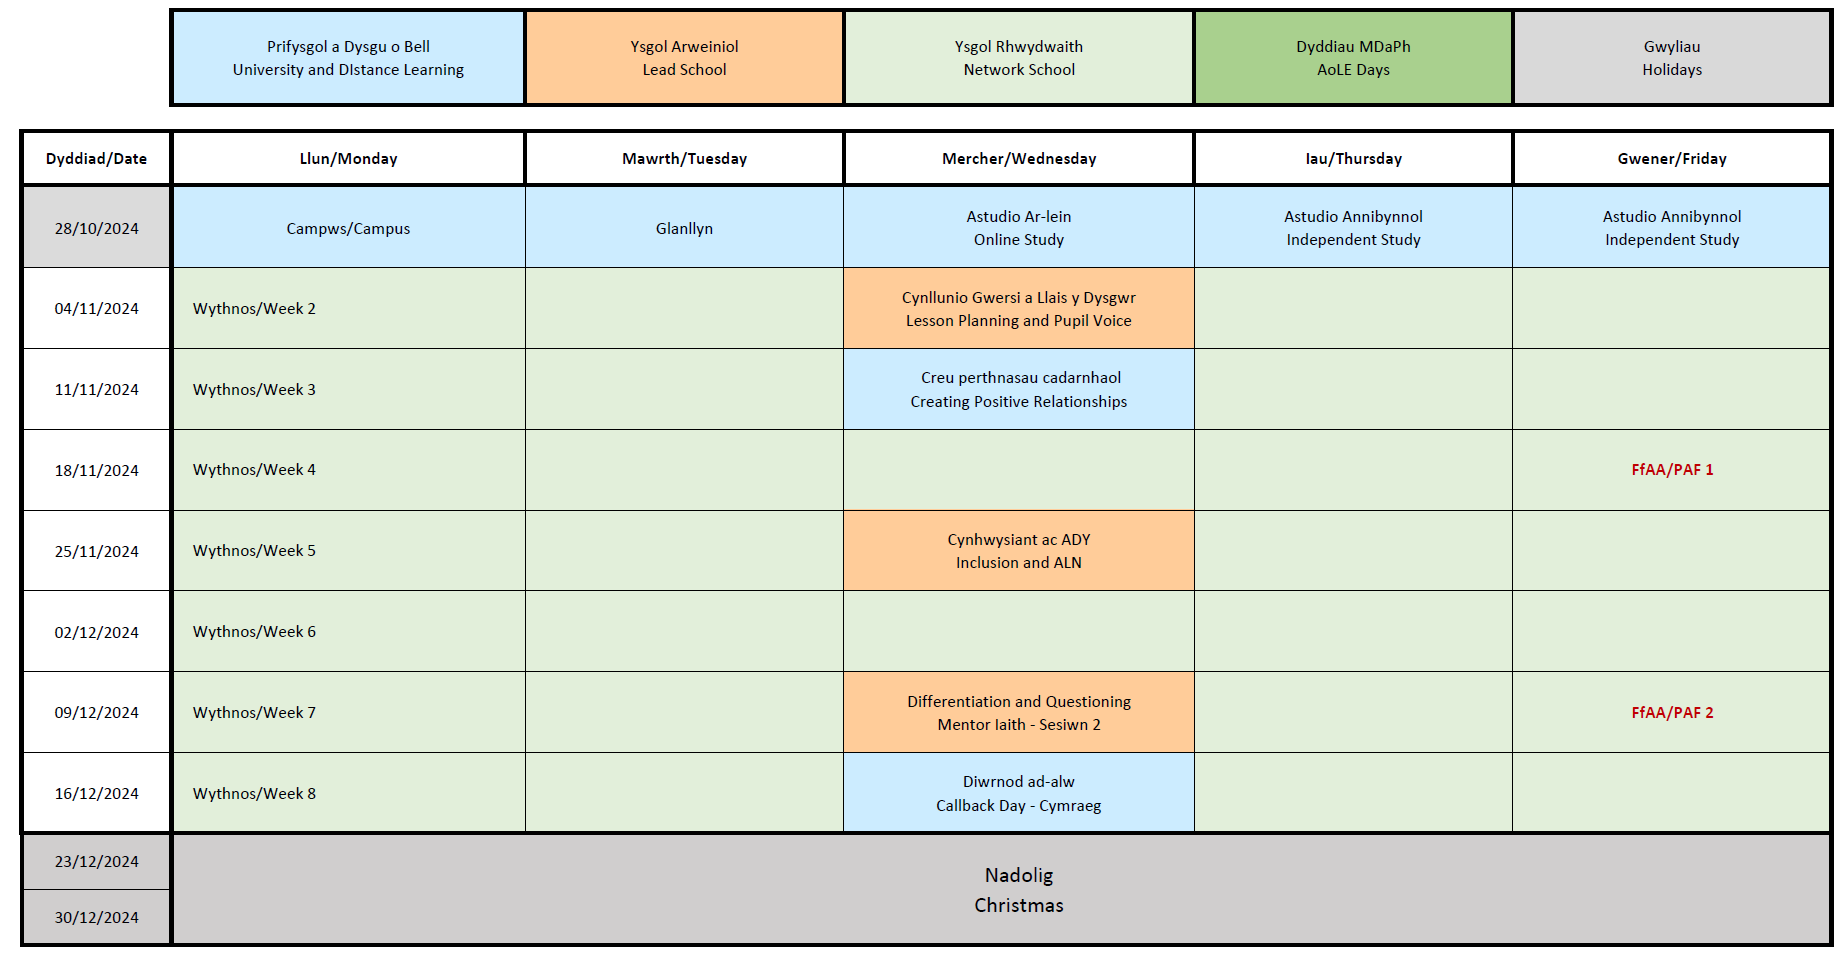 Prifysgol a Dysgu o Bell
University and DIstance Learning
Ysgol Arweiniol
Lead School
Ysgol Rhwydwaith
Network School
Dyddiau MDaPh
AoLE Days
Gwyliau
Holidays
Dyddiad/Date
Llun/Monday
Mawrth/Tuesday
Mercher/Wednesday
Iau/Thursday
Gwener/Friday
28/10/2024
Campws/Campus
Glanllyn
Astudio Ar-lein
Online Study
Astudio Annibynnol
Independent Study
Astudio Annibynnol
Independent Study
04/11/2024
Wythnos/Week 2
Cynllunio Gwersi a Llais y Dysgwr
Lesson Planning and Pupil Voice
11/11/2024
Wythnos/Week 3
Creu perthnasau cadarnhaol
Creating Positive Relationships
18/11/2024
Wythnos/Week 4
FfAA/PAF 1
25/11/2024
Wythnos/Week 5
Cynhwysiant ac ADY
Inclusion and ALN
02/12/2024
Wythnos/Week 6
09/12/2024
Wythnos/Week 7
Differentiation and Questioning
Mentor Iaith - Sesiwn 2
FfAA/PAF 2
16/12/2024
Wythnos/Week 8
Diwrnod ad-alw
Callback Day - Cymraeg
23/12/2024
30/12/2024
Nadolig
Christmas